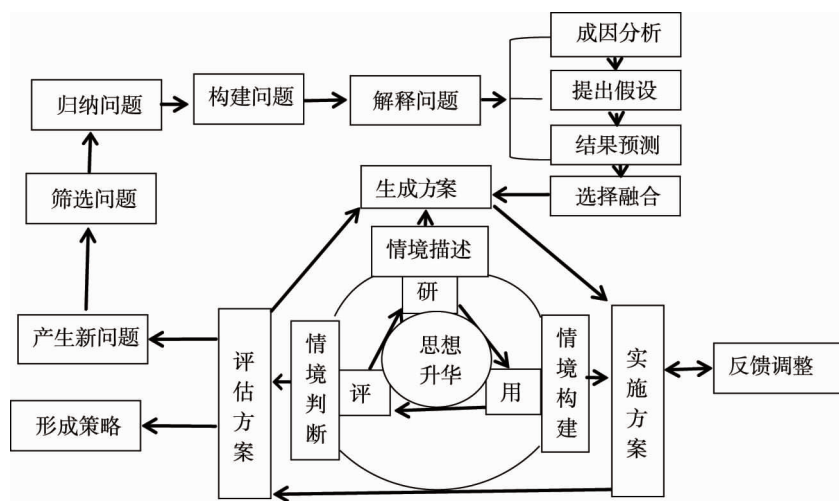 成因分析
归纳问题
构建问题
解释问题
提出假设
结果预测
筛选问题
生成方案
选择融合
情境描述
研
产生新问题
评估方案
情境判断
评
思想
升华
用
情境构建
实施方案
反馈调整
形成策略